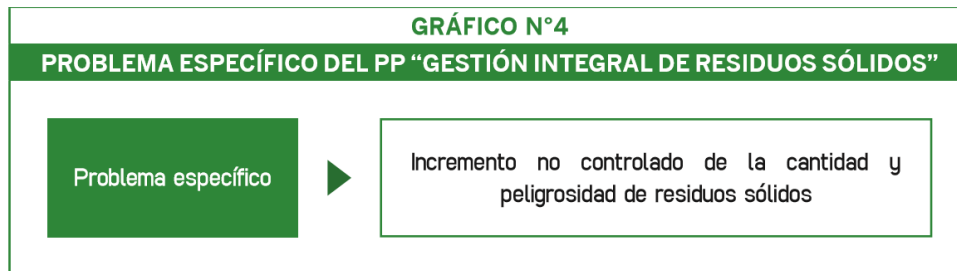 GRÁFICO N°4
PROBLEMA ESPECÍFICO DEL PP “GESTIÓN INTEGRAL DE RESIDUOS SÓLIDOS”
Problema específico
Incremento no controlado de la cantidad y
peligrosidad de residuos sólidos